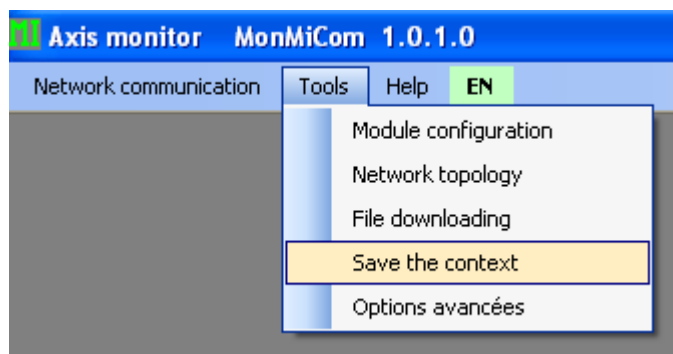 MI Axis monitor MonMiCom 1.0.1.0
Network communication Tools Help EN
Module configuration
Network topology
File downloading
Save the context
Options avancées